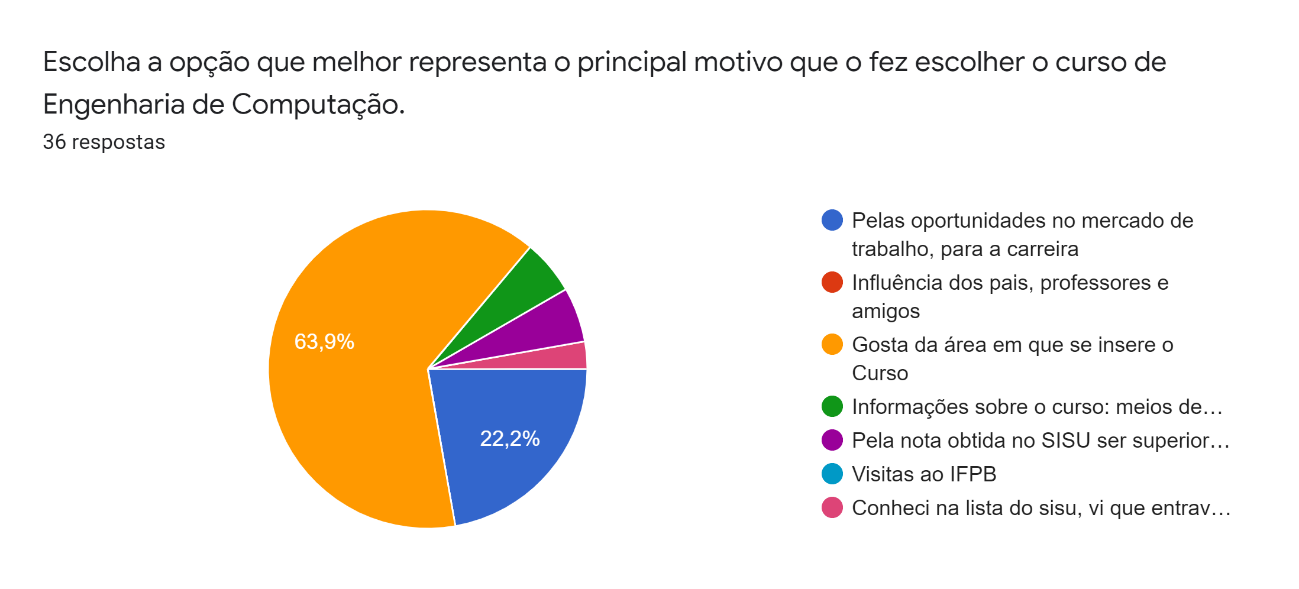 Escolha a opção que melhor representa o principal motivo que o fez escolher o curso de
Engenharia de Computação.
36 respostas
63,9%
22,2%
Pelas oportunidades no mercado de
trabalho, para a carreira
Influência dos pais, professores e
amigos
Gosta da área em que se insere o
Curso
Informações sobre o curso: meios de…
Pela nota obtida no SISU ser superior…
Visitas ao IFPB
Conheci na lista do sisu, vi que entrav…